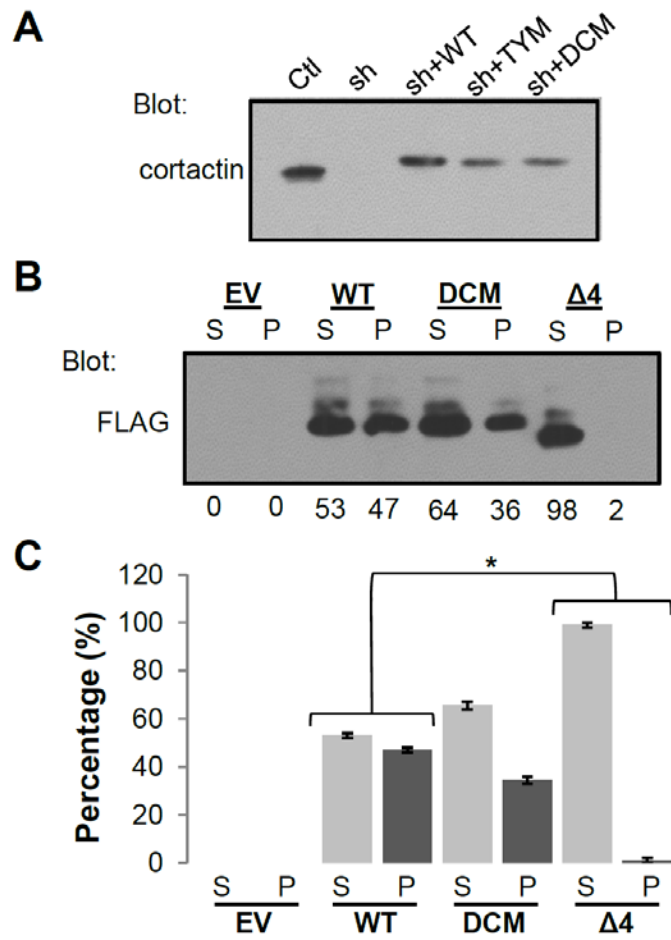 A
Ctl sh sh+WT sh+TYM sh+DCM
Blot:
cortactin
B
EV WT DCM Δ4
S P S P S P S P
Blot:
FLAG
0 0 53 47 64 36 98 2
C
*
Percentage (%)
120
100
80
60
40
20
0
S P S P S P S P
EV WT DCM Δ4